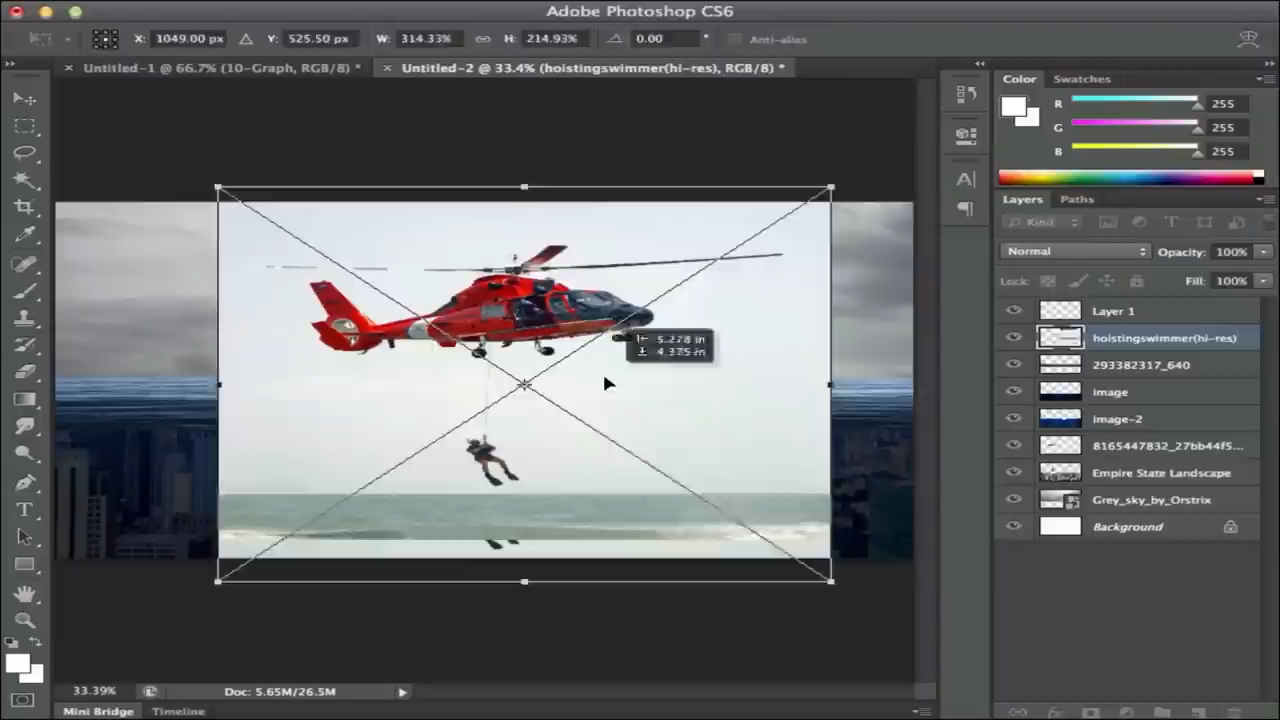 Adobe Photoshop CS6
X: 1049.00 px Y: 525.50 px W: 314.33% H: 214.93% 0.00 ° Anti-alias
Untitled-1 @ 66.7% (10-Graph, RGB/8) * Untitled-2 @ 33.4% (hoistingswimmer(hi-res), RGB/8) *
Color Swatches
R 255
G 255
B 255
Layers Paths
Kind
Normal Opacity: 100%
Lock: Fill: 100%
Layer 1
hoistingswimmer(hi-res)
293382317_640
image
image-2
8165447832_27bb44f5...
Empire State Landscape
Grey_sky_by_Orstrix
Background
5.278 in
4.375 in
33.39% Doc: 5.65M/26.5M
Mini Bridge Timeline